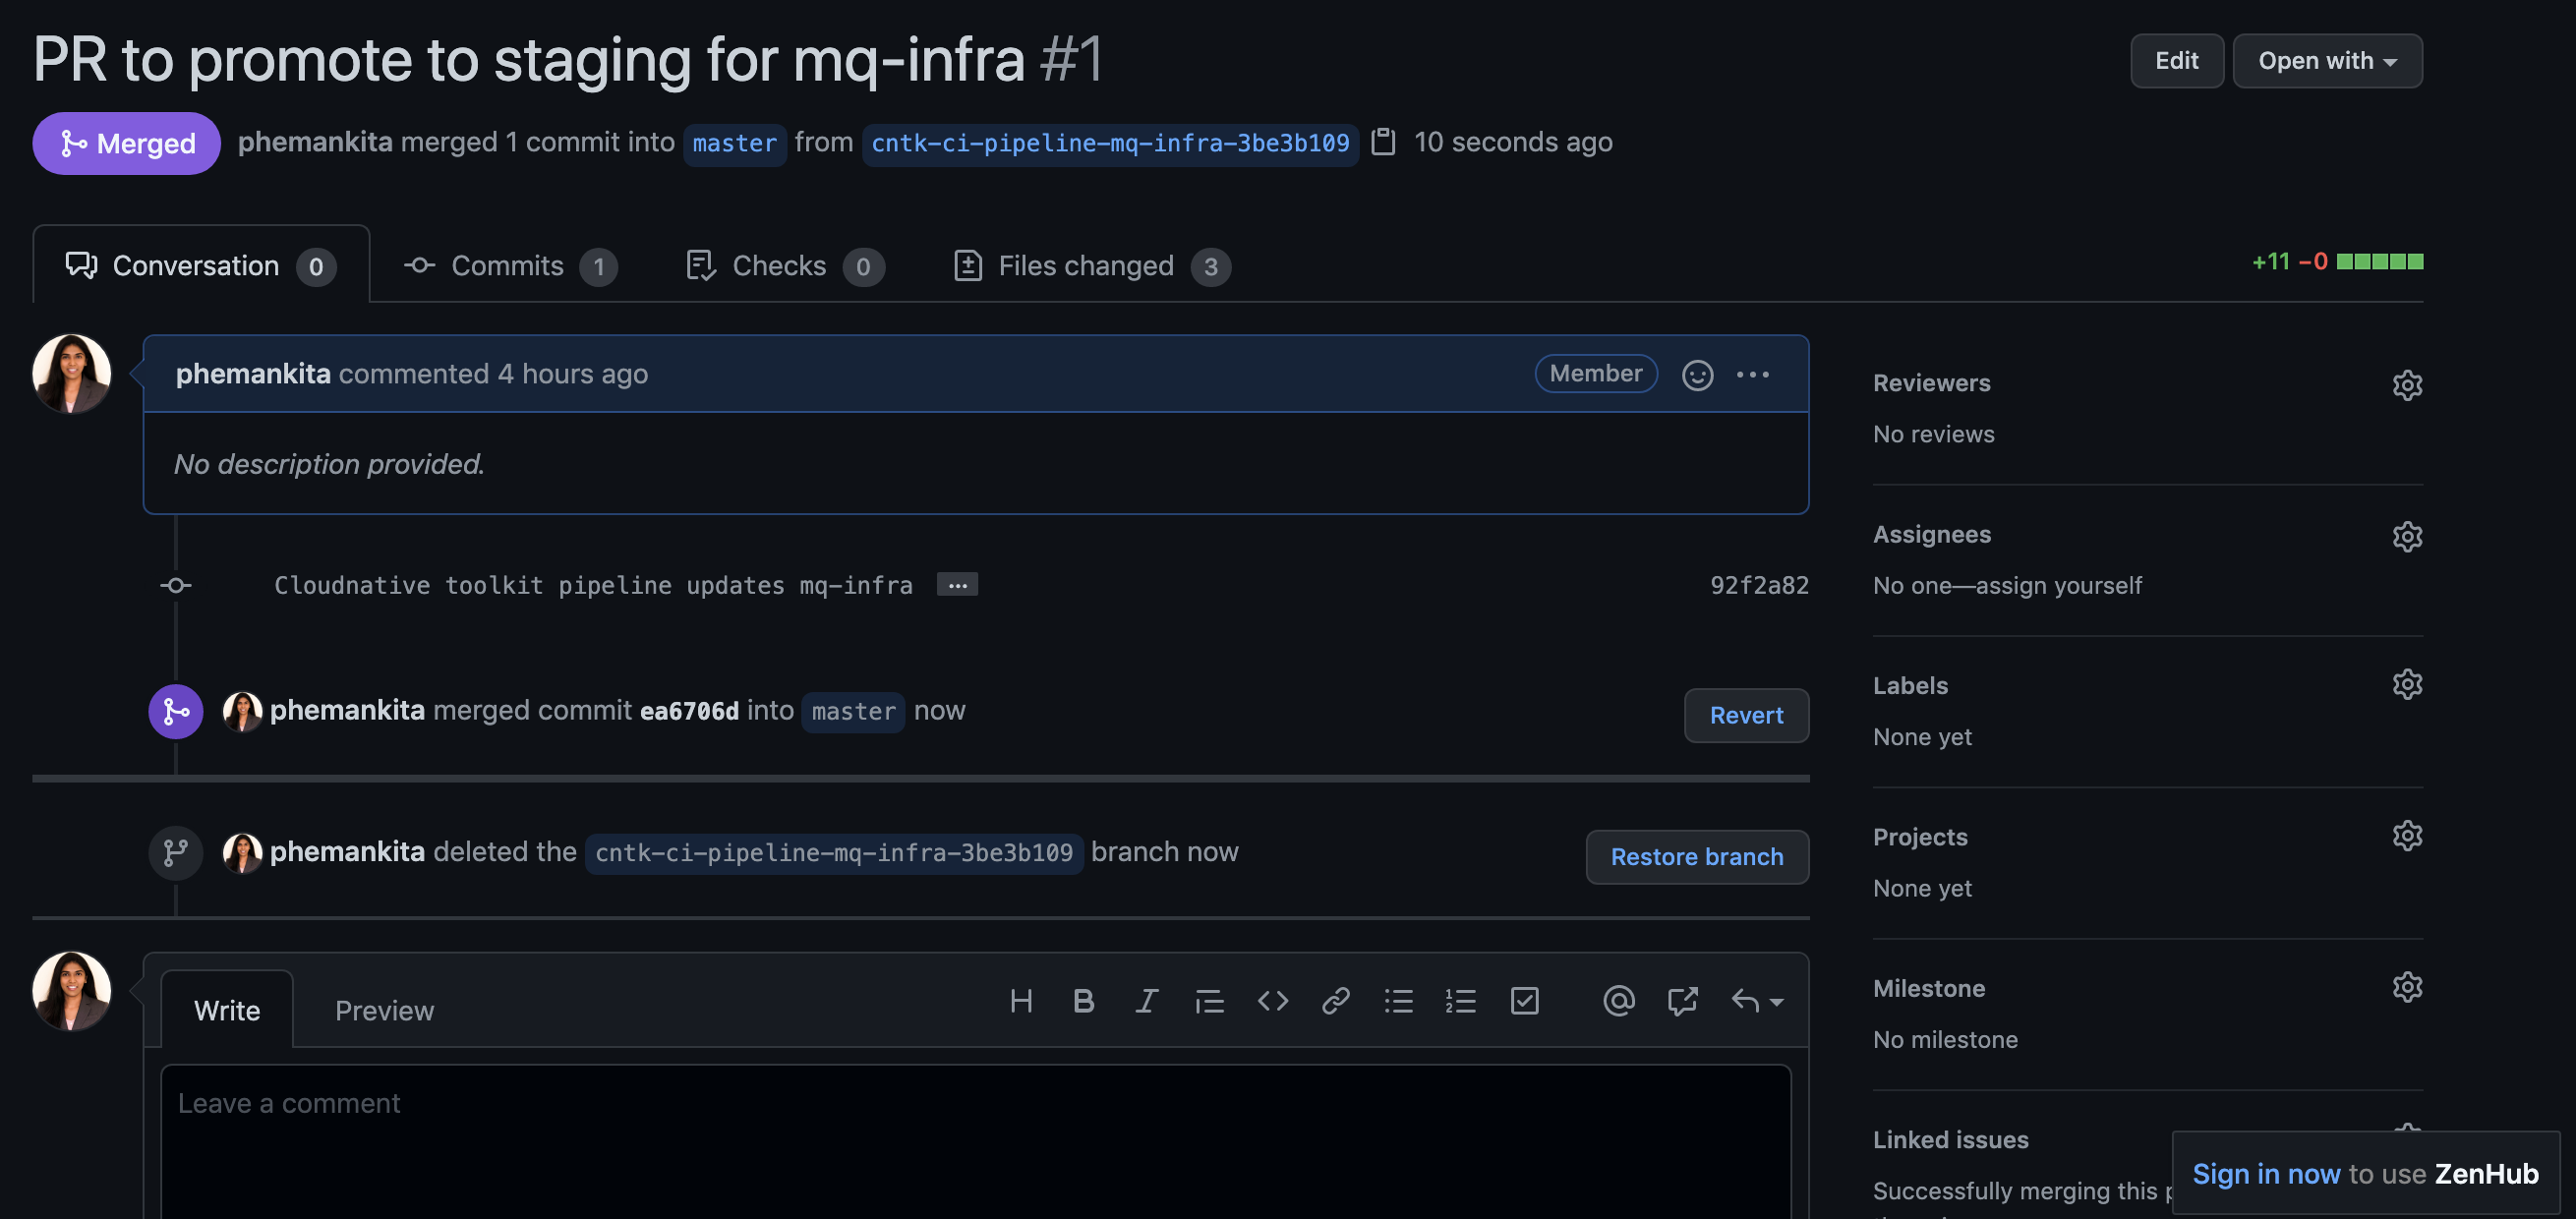 PR to promote to staging for mq-infra #1
Edit
Open with
Merged
phemankita merged 1 commit into master from cntk-ci-pipeline-mq-infra-3be3b109 10 seconds ago
Conversation 0
Commits 1
Checks 0
Files changed 3
+11 −0
phemankita commented 4 hours ago
Member
No description provided.
Cloudnative toolkit pipeline updates mq-infra
92f2a82
phemankita merged commit ea6706d into master now
Revert
phemankita deleted the cntk-ci-pipeline-mq-infra-3be3b109 branch now
Restore branch
Write
Preview
Leave a comment
Reviewers
No reviews
Assignees
No one—assign yourself
Labels
None yet
Projects
None yet
Milestone
No milestone
Linked issues
Successfully merging this
Sign in now to use ZenHub